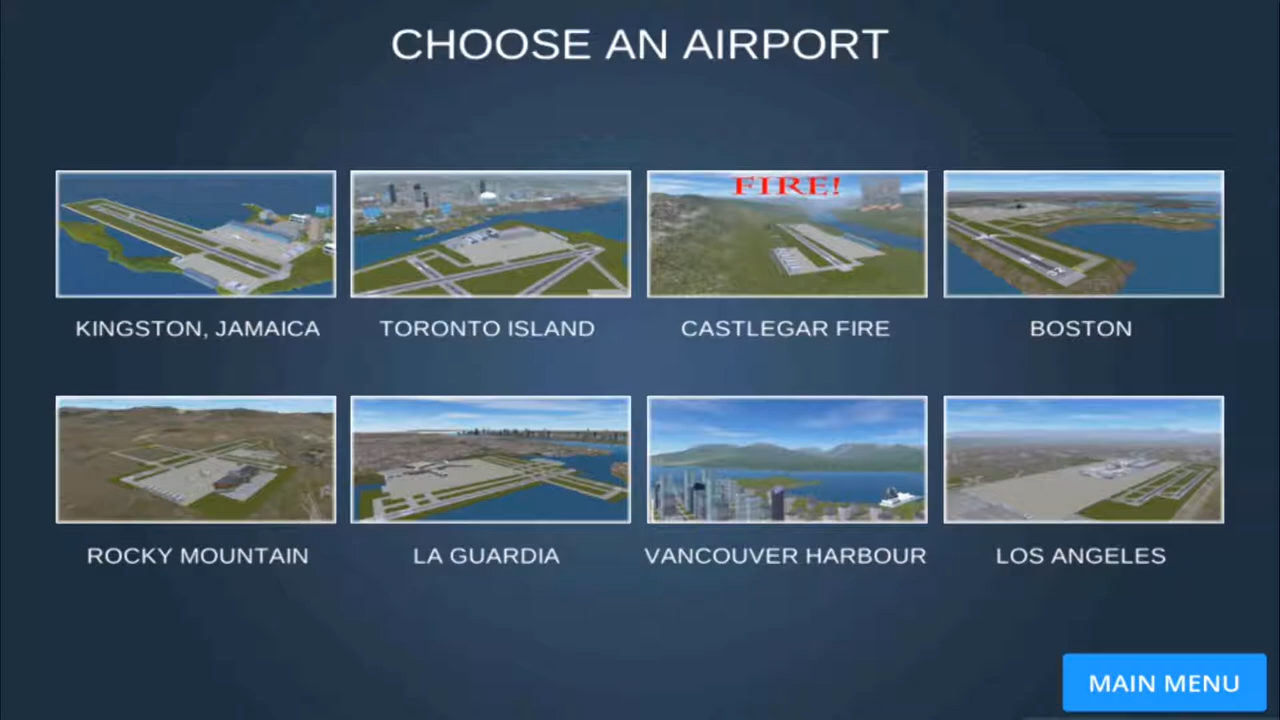 CHOOSE AN AIRPORT
FIRE!
KINGSTON, JAMAICA
TORONTO ISLAND
CASTLEGAR FIRE
BOSTON
ROCKY MOUNTAIN
LA GUARDIA
VANCOUVER HARBOUR
LOS ANGELES
MAIN MENU